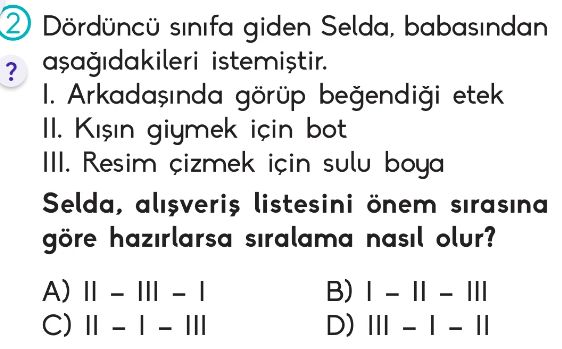 2 Dördüncü sınıfa giden Selda, babasından
? aşağıdakileri istemiştir.
I. Arkadaşında görüp beğendiği etek
II. Kışın giymek için bot
III. Resim çizmek için sulu boya
Selda, alışveriş listesini önem sırasına
göre hazırlarsa sıralama nasıl olur?
A) II – III – I B) I – II – III
C) II – I – III D) III – I – II